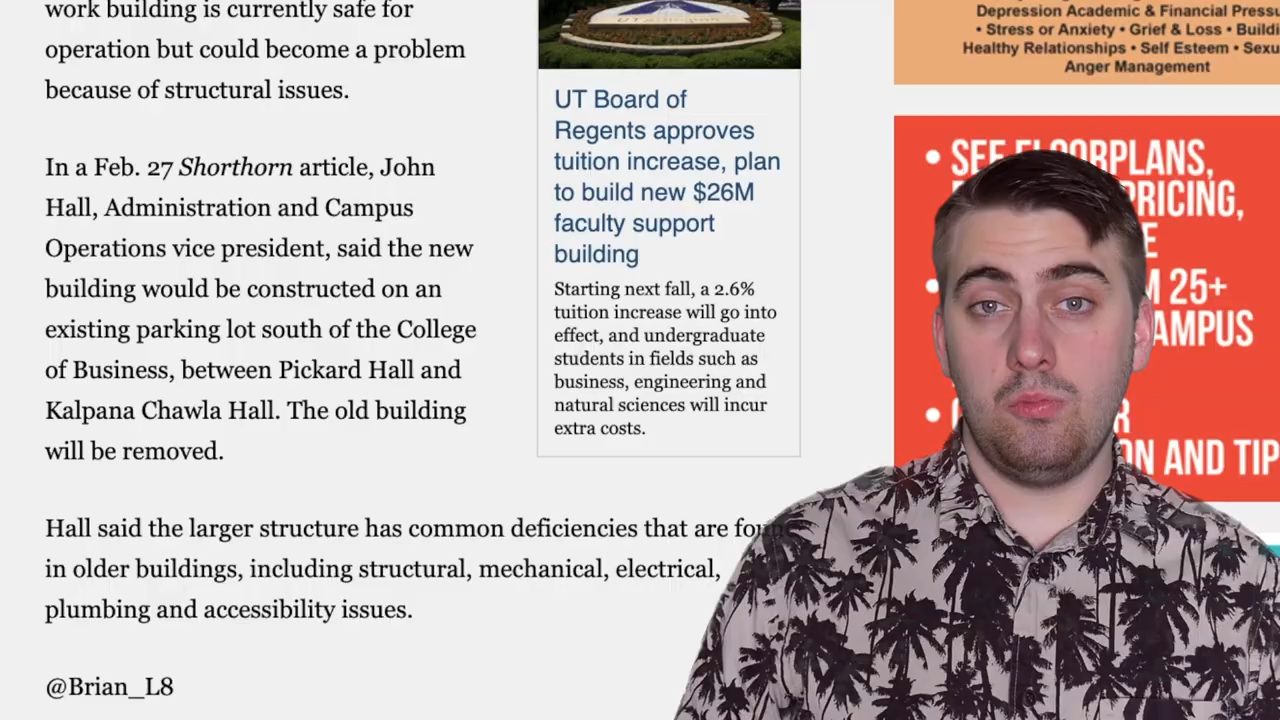 work building is currently safe for
operation but could become a problem
because of structural issues.
In a Feb. 27 Shorthorn article, John
Hall, Administration and Campus
Operations vice president, said the new
building would be constructed on an
existing parking lot south of the College
of Business, between Pickard Hall and
Kalpana Chawla Hall. The old building
will be removed.
Hall said the larger structure has common deficiencies that are
in older buildings, including structural, mechanical, electrical,
plumbing and accessibility issues.
@Brian_L8
UT Board of
Regents approves
tuition increase, plan
to build new $26M
faculty support
building
Starting next fall, a 2.6%
tuition increase will go into
effect, and undergraduate
students in fields such as
business, engineering and
natural sciences will incur
extra costs.
Depression Academic & Financial
• Stress or Anxiety • Grief & Loss •
Healthy Relationships • Self Esteem •
Anger Management
• SEE
25+
AND